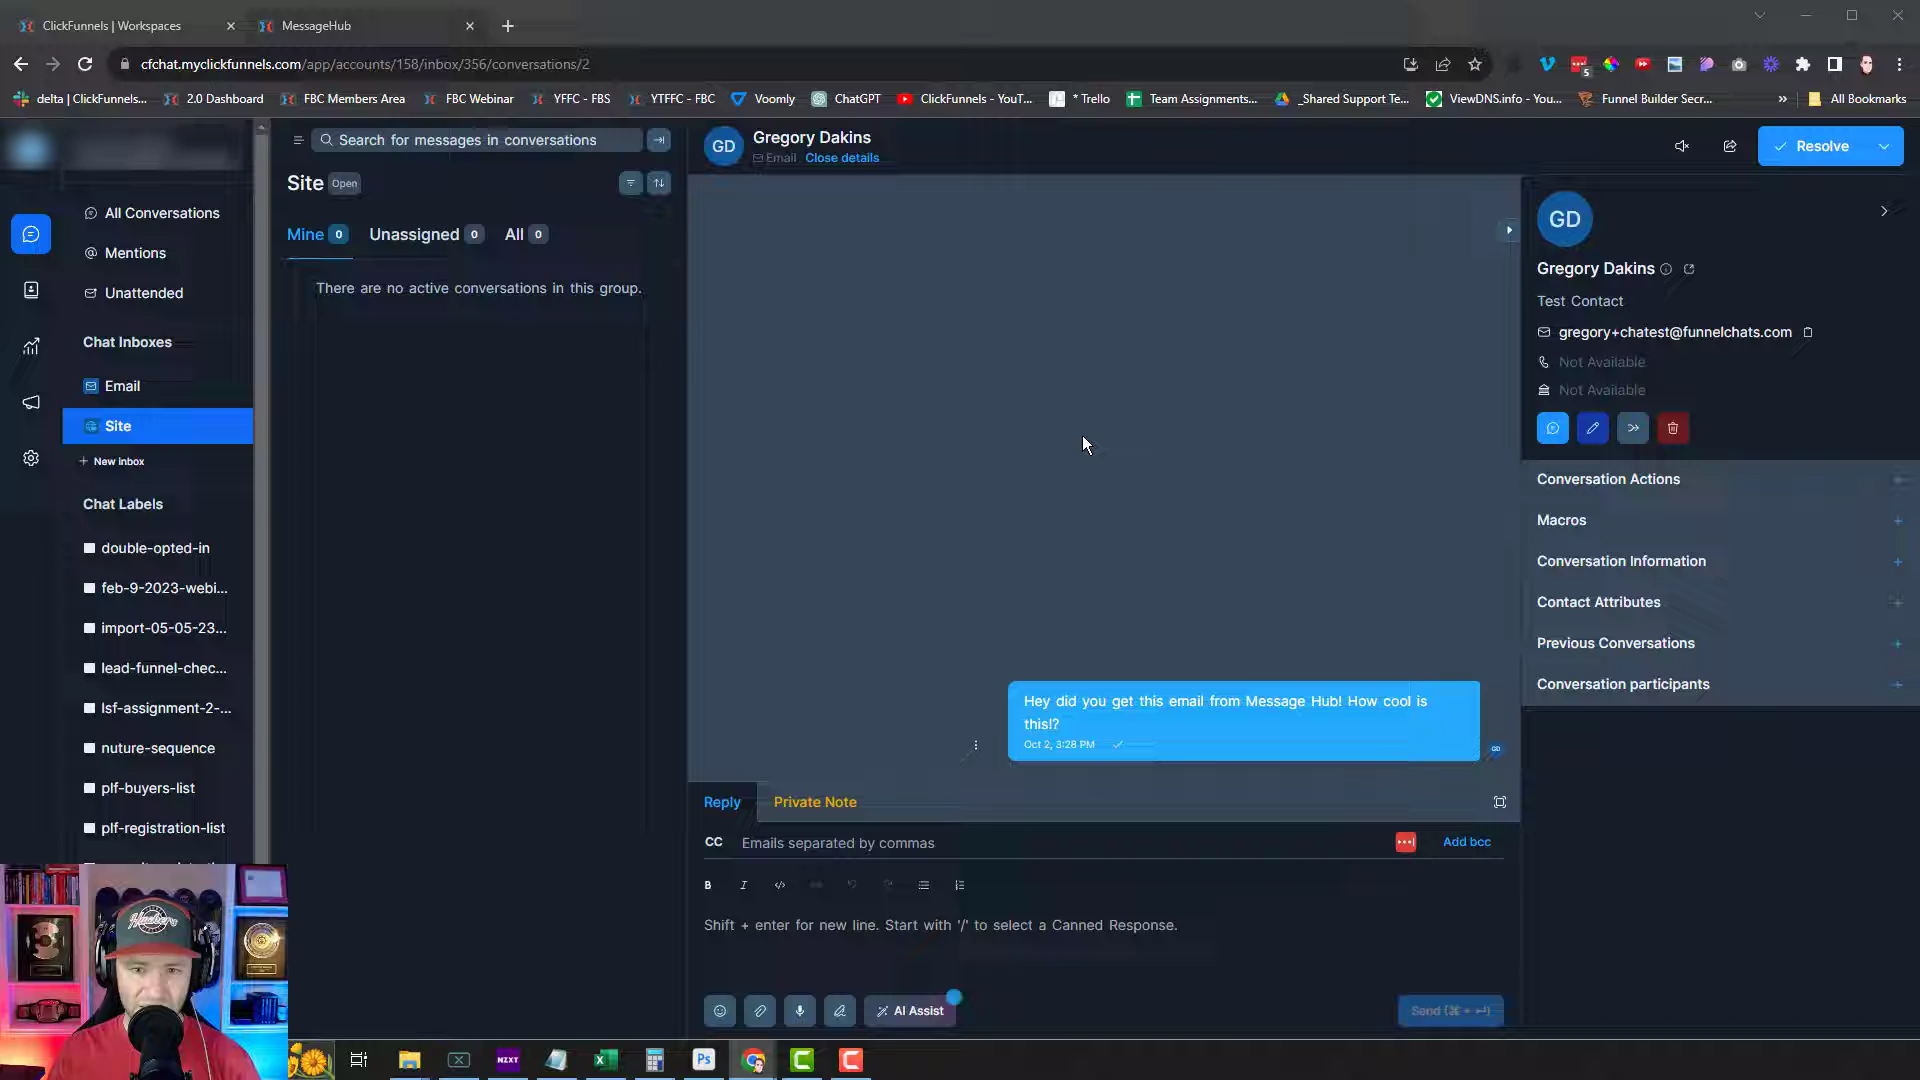 ClickFunnels | Workspaces
MessageHub
cfchat.myclickfunnels.com/app/accounts/158/inbox/356/conversations/2
5
delta | ClickFunnels...
2.0 Dashboard
FBC Members Area
FBC Webinar
YFFC - FBS
YTFFC - FBC
Voomly
ChatGPT
ClickFunnels - YouT...
* Trello
Team Assignments...
_Shared Support Te...
ViewDNS.info - You...
Funnel Builder Secr...
»
All Bookmarks
All Conversations
Mentions
Unattended
Chat Inboxes
Email
Site
+ New inbox
Chat Labels
double-opted-in
feb-9-2023-webi...
import-05-05-23...
lead-funnel-chec...
lsf-assignment-2-...
nuture-sequence
plf-buyers-list
plf-registration-list
Search for messages in conversations
Site Open
Mine 0 Unassigned 0 All 0
There are no active conversations in this group.
GD
Gregory Dakins
Email Close details
Resolve
Hey did you get this email from Message Hub! How cool is
this!?
Oct 2, 3:28 PM
GD
Reply
Private Note
CC Emails separated by commas
Add bcc
B I </>
Shift + enter for new line. Start with '/' to select a Canned Response.
AI Assist
Send (⌘ + ↵)
GD
Gregory Dakins
Test Contact
gregory+chatest@funnelchats.com
Not Available
Not Available
Conversation Actions
Macros
Conversation Information
Contact Attributes
Previous Conversations
Conversation participants
Hackers
NZXT
Ps